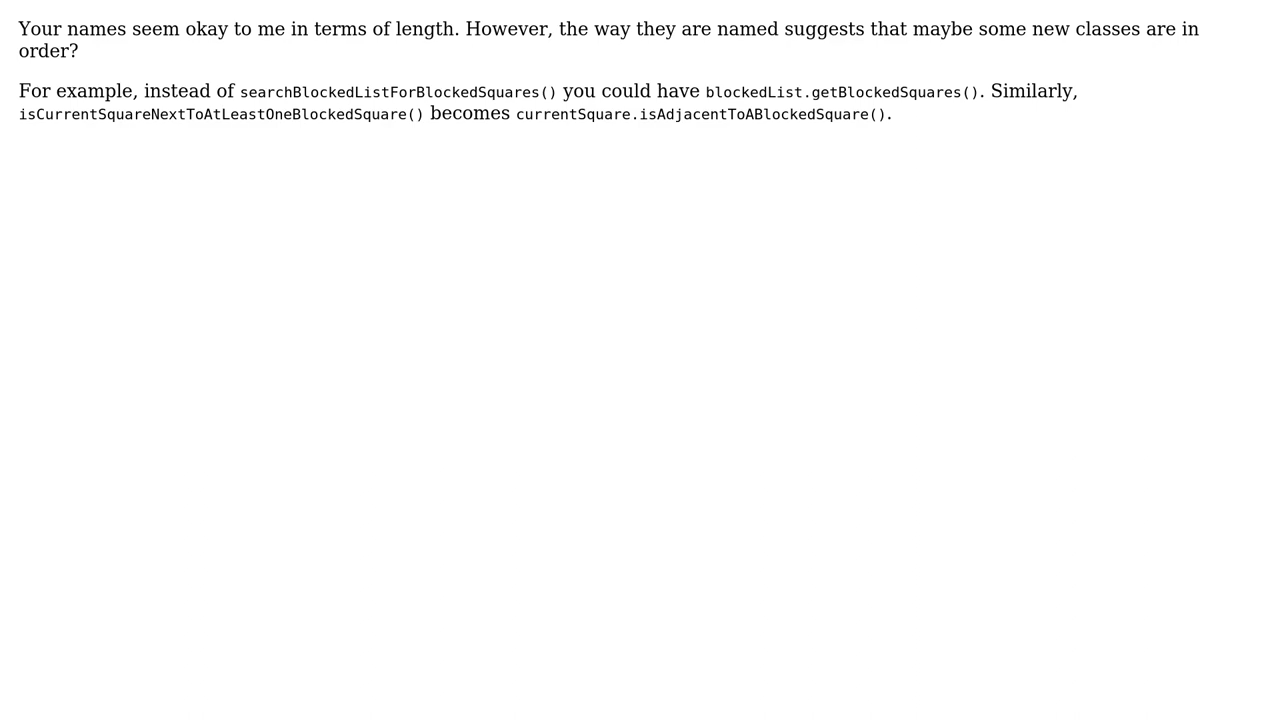 Your names seem okay to me in terms of length. However, the way they are named suggests that maybe some new classes are in
order?
For example, instead of searchBlockedListForBlockedSquares() you could have blockedList.getBlockedSquares(). Similarly,
isCurrentSquareNextToAtLeastOneBlockedSquare() becomes currentSquare.isAdjacentToABlockedSquare().